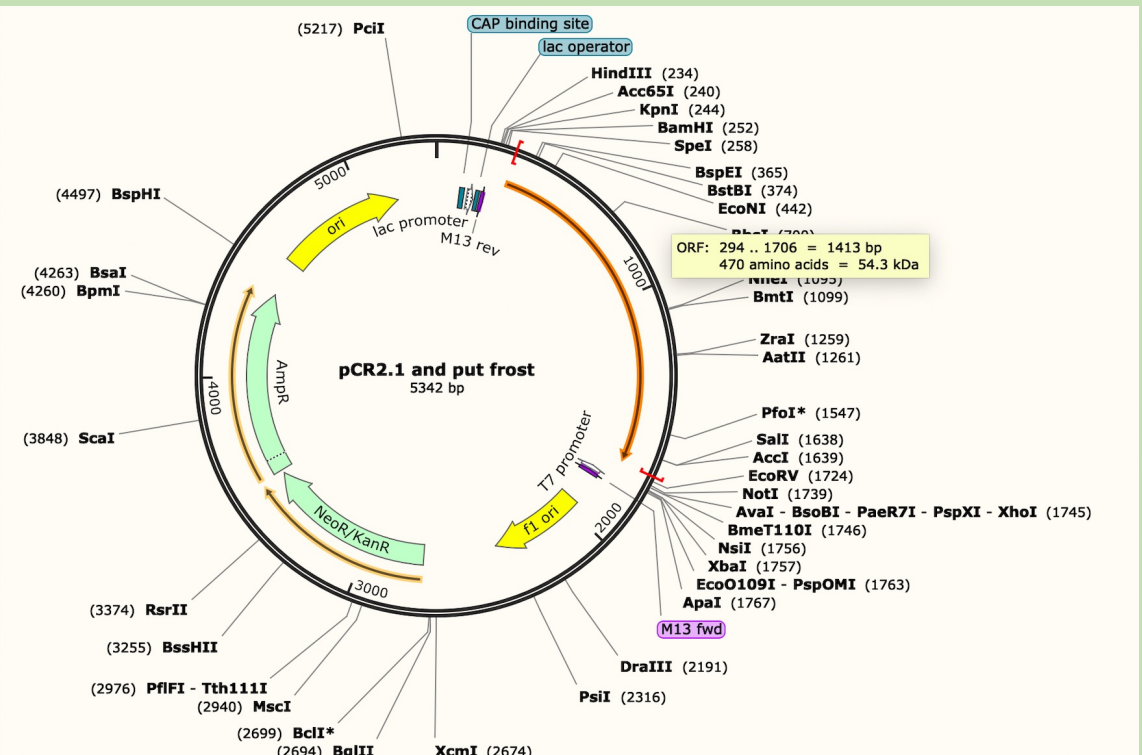 (5217) PciI
CAP binding site
lac operator
HindIII (234)
Acc65I (240)
KpnI (244)
BamHI (252)
SpeI (258)
BspEI (365)
BstBI (374)
EcoNI (442)
ORF: 294 .. 1706 = 1413 bp
470 amino acids = 54.3 kDa
NheI (1095)
BmtI (1099)
ZraI (1259)
AatII (1261)
PfoI* (1547)
SalI (1638)
AccI (1639)
EcoRV (1724)
NotI (1739)
AvaI - BsoBI - PaeR7I - PspXI - XhoI (1745)
BmeT110I (1746)
NsiI (1756)
XbaI (1757)
EcoO109I - PspOMI (1763)
ApaI (1767)
M13 fwd
DraIII (2191)
PsiI (2316)
XcmI (2674)
(2694) BglII
(2699) BclI*
(2940) MscI
(2976) PflFI - Tth111I
(3255) BssHII
(3374) RsrII
(3848) ScaI
(4260) BpmI
(4263) BsaI
(4497) BspHI
5000
1000
2000
3000
4000
ori
lac promoter
M13 rev
AmpR
pCR2.1 and put frost
5342 bp
T7 promoter
f1 ori
NeoR/KanR